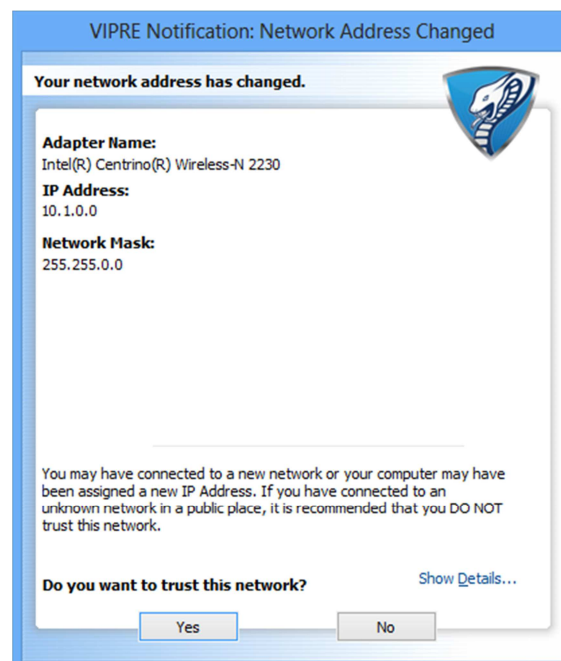 VIPRE Notification: Network Address Changed
Your network address has changed.
Adapter Name:
Intel(R) Centrino(R) Wireless-N 2230
IP Address:
10.1.0.0
Network Mask:
255.255.0.0
You may have connected to a new network or your computer may have
been assigned a new IP Address. If you have connected to an
unknown network in a public place, it is recommended that you DO NOT
trust this network.
Do you want to trust this network?
Show Details...
Yes
No